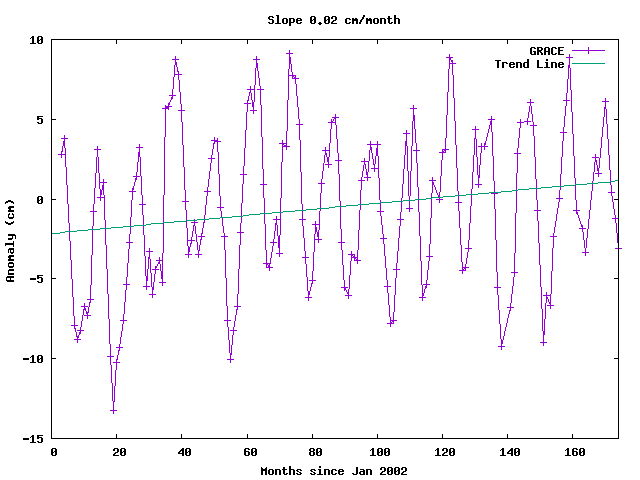 Slope 0.02 cm/month
GRACE
Trend Line
10
5
0
-5
-10
-15
Anomaly (cm)
0 20 40 60 80 100 120 140 160
Months since Jan 2002